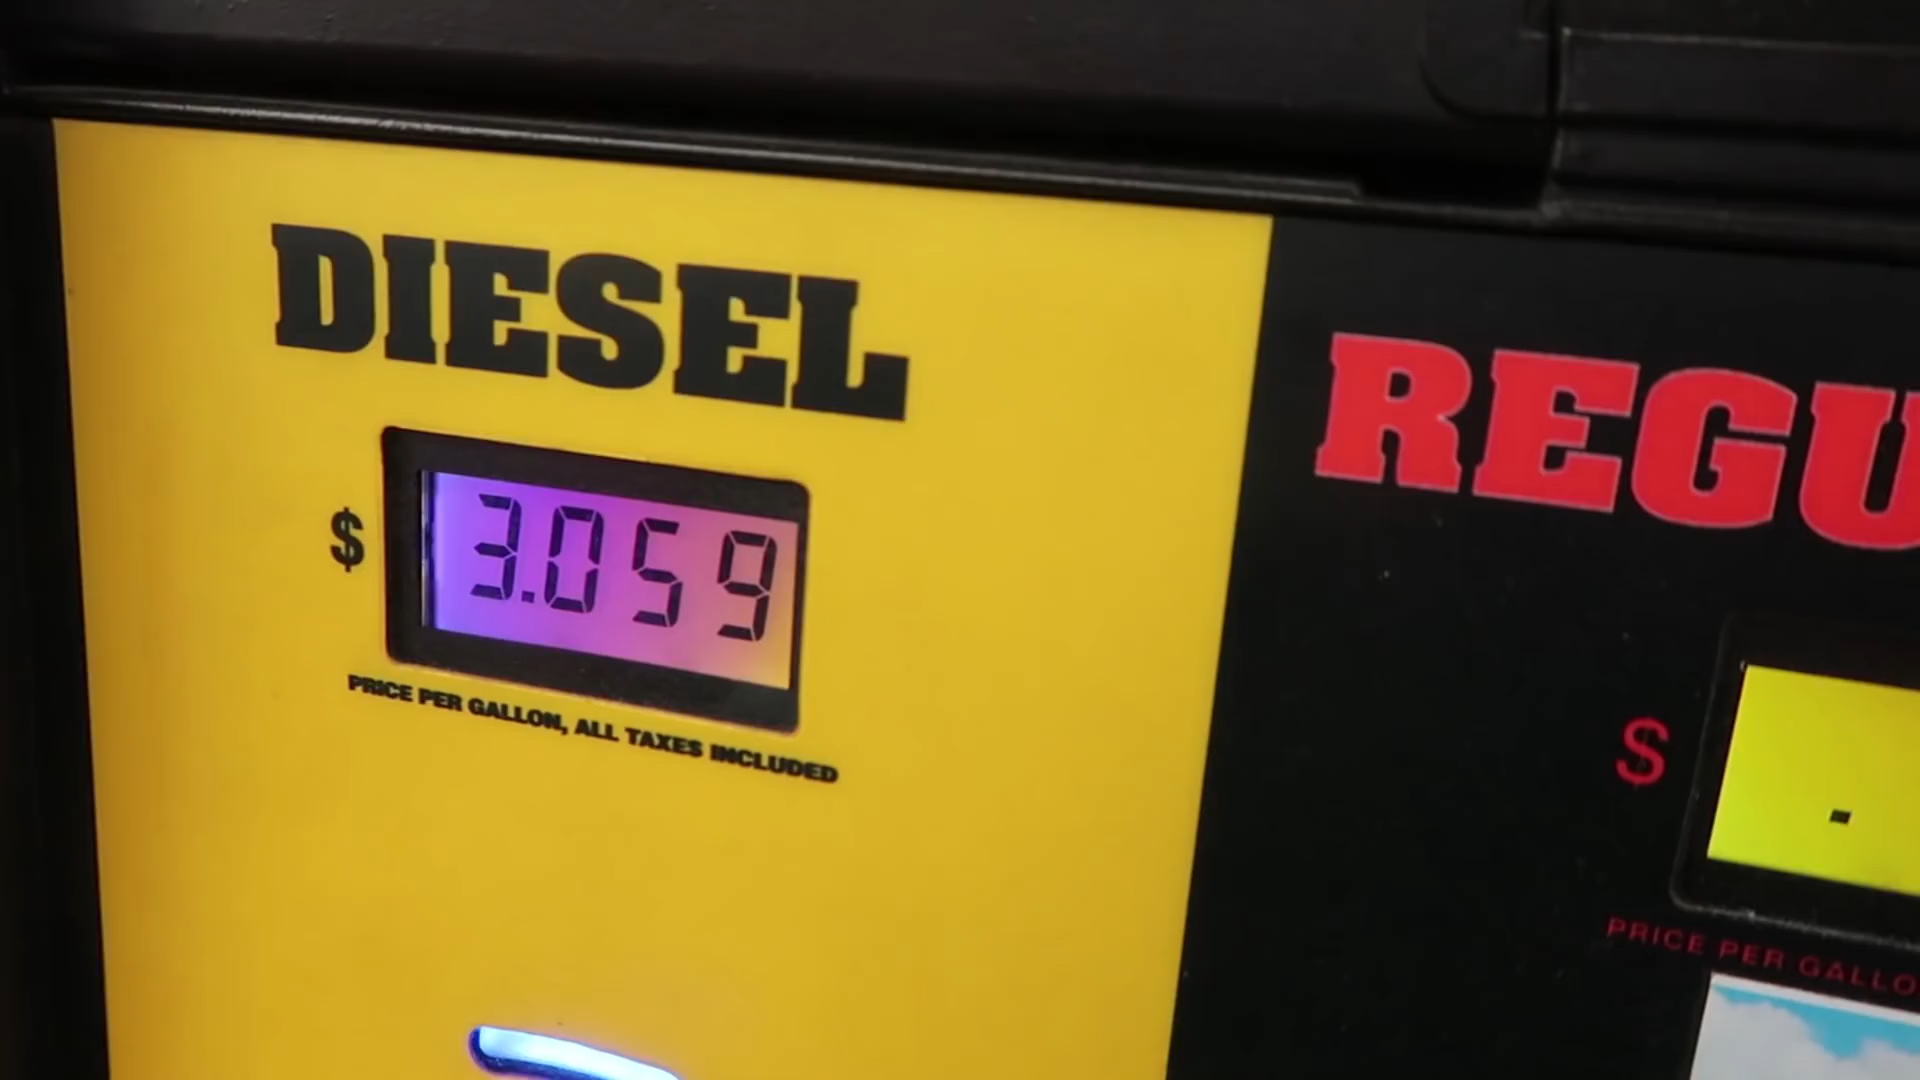 DIESEL
$ 3.059
PRICE PER GALLON, ALL TAXES INCLUDED
REGU
$ .
PRICE PER GALLO